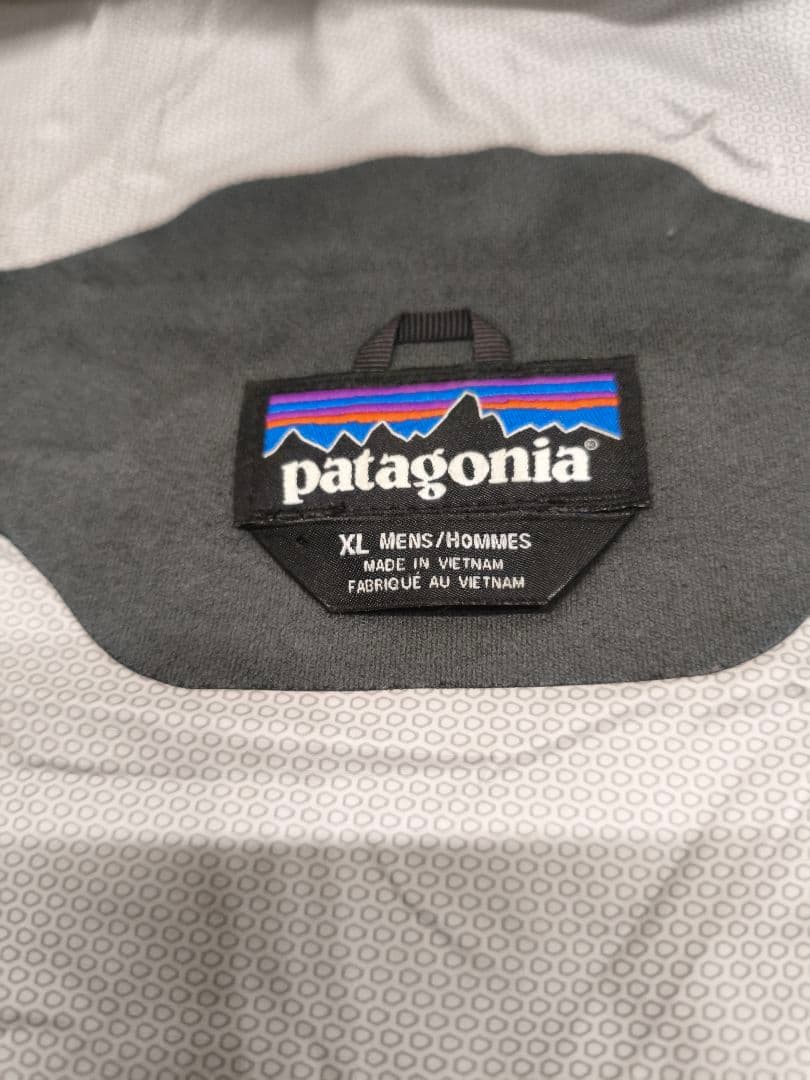 patagonia®
XL MENS/HOMMES
MADE IN VIETNAM
FABRIQUÉ AU VIETNAM